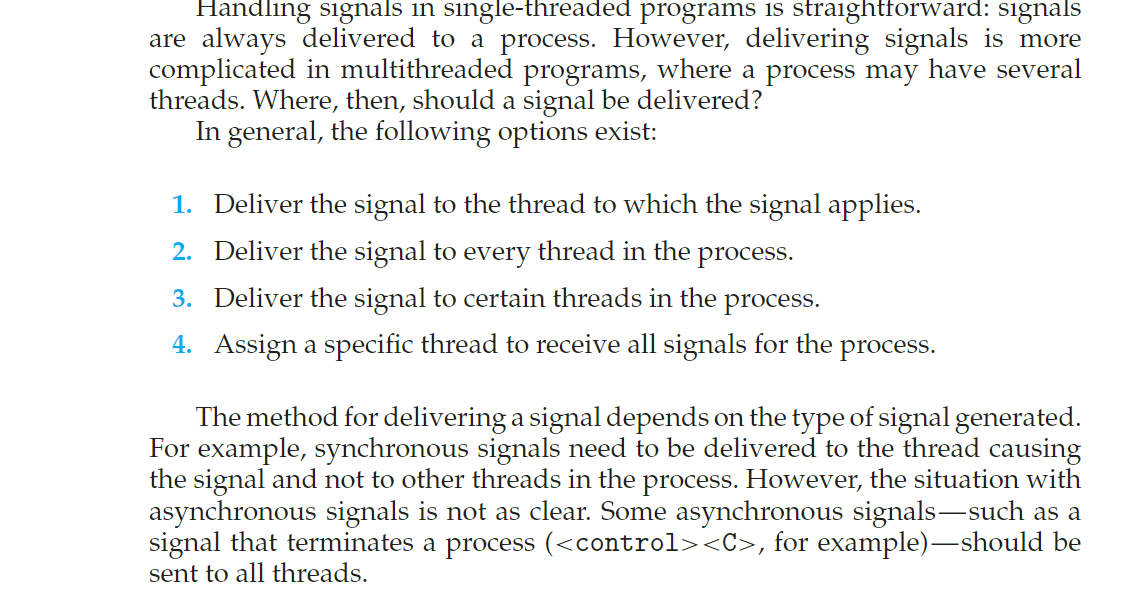 Handling signals in single-threaded programs is straightforward: signals
are always delivered to a process. However, delivering signals is more
complicated in multithreaded programs, where a process may have several
threads. Where, then, should a signal be delivered?
In general, the following options exist:
1. Deliver the signal to the thread to which the signal applies.
2. Deliver the signal to every thread in the process.
3. Deliver the signal to certain threads in the process.
4. Assign a specific thread to receive all signals for the process.
The method for delivering a signal depends on the type of signal generated.
For example, synchronous signals need to be delivered to the thread causing
the signal and not to other threads in the process. However, the situation with
asynchronous signals is not as clear. Some asynchronous signals—such as a
signal that terminates a process (<control><C>, for example)—should be
sent to all threads.